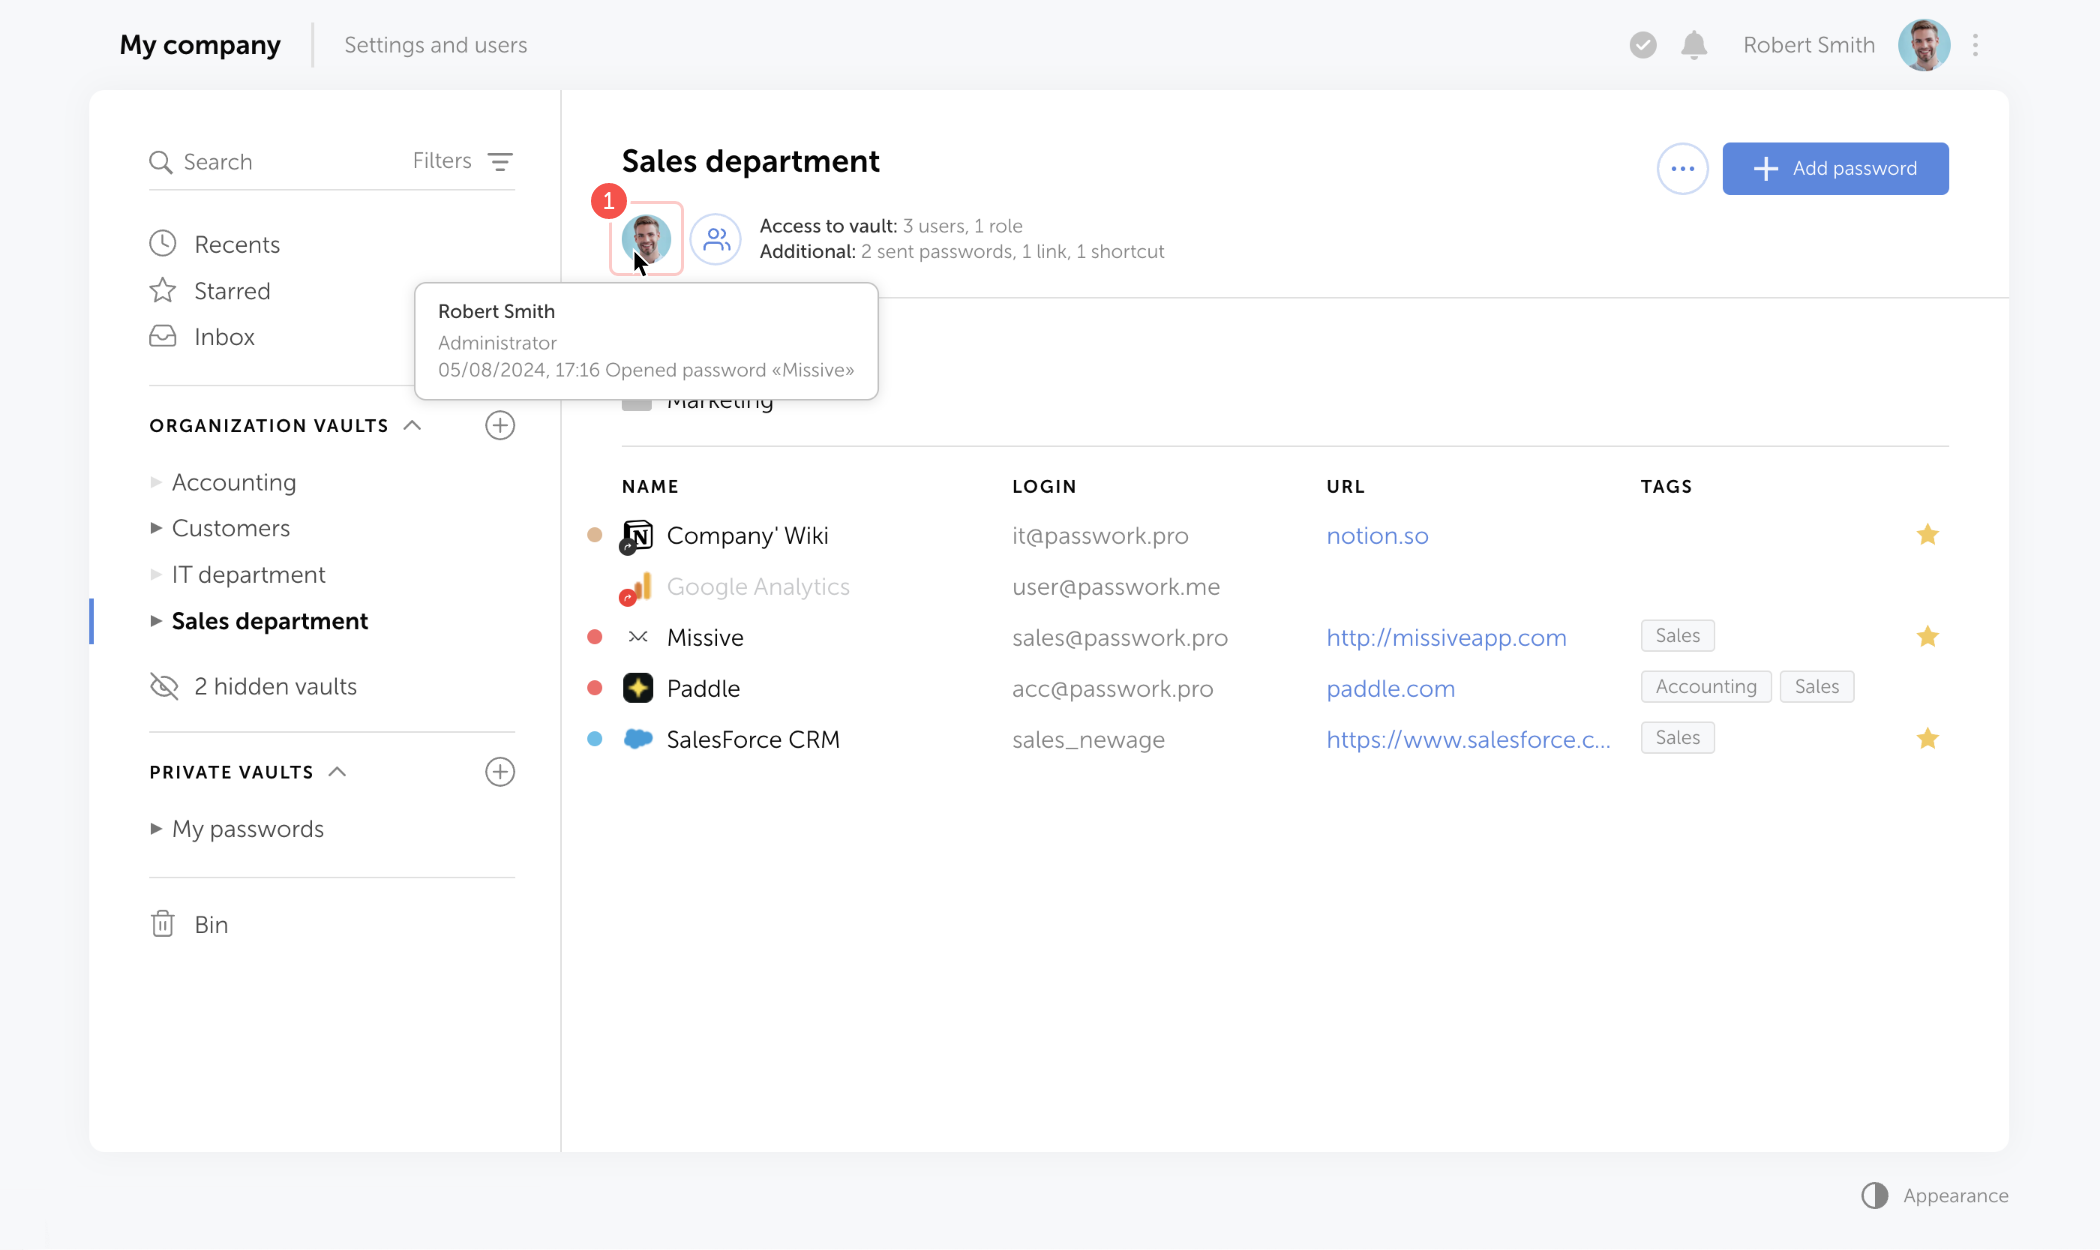 My company
Settings and users
Robert Smith
Search
Filters
Recents
Starred
Inbox
ORGANIZATION VAULTS
Accounting
Customers
IT department
Sales department
2 hidden vaults
PRIVATE VAULTS
My passwords
Bin
Sales department
Add password
1
Access to vault: 3 users, 1 role
Additional: 2 sent passwords, 1 link, 1 shortcut
Robert Smith
Administrator
05/08/2024, 17:16 Opened password «Missive»
Marketing
NAME LOGIN URL TAGS
Company' Wiki it@passwork.pro notion.so
Google Analytics user@passwork.me
Missive sales@passwork.pro http://missiveapp.com Sales
Paddle acc@passwork.pro paddle.com Accounting Sales
SalesForce CRM sales_newage https://www.salesforce.c... Sales
Appearance